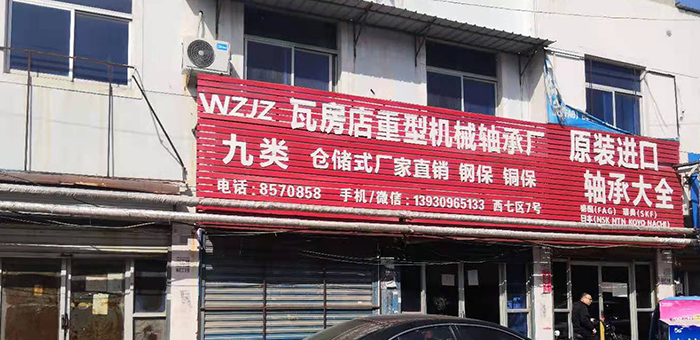 WZJZ 瓦房店重型机械轴承厂
九类 仓储式厂家直销 钢保 铜保
电话：8570858 手机/微信：13930965133 西七区7号
原装进口
轴承大全
德国(FAG) 瑞典(SKF)
日本(NSK NTN KOYO NACHI)